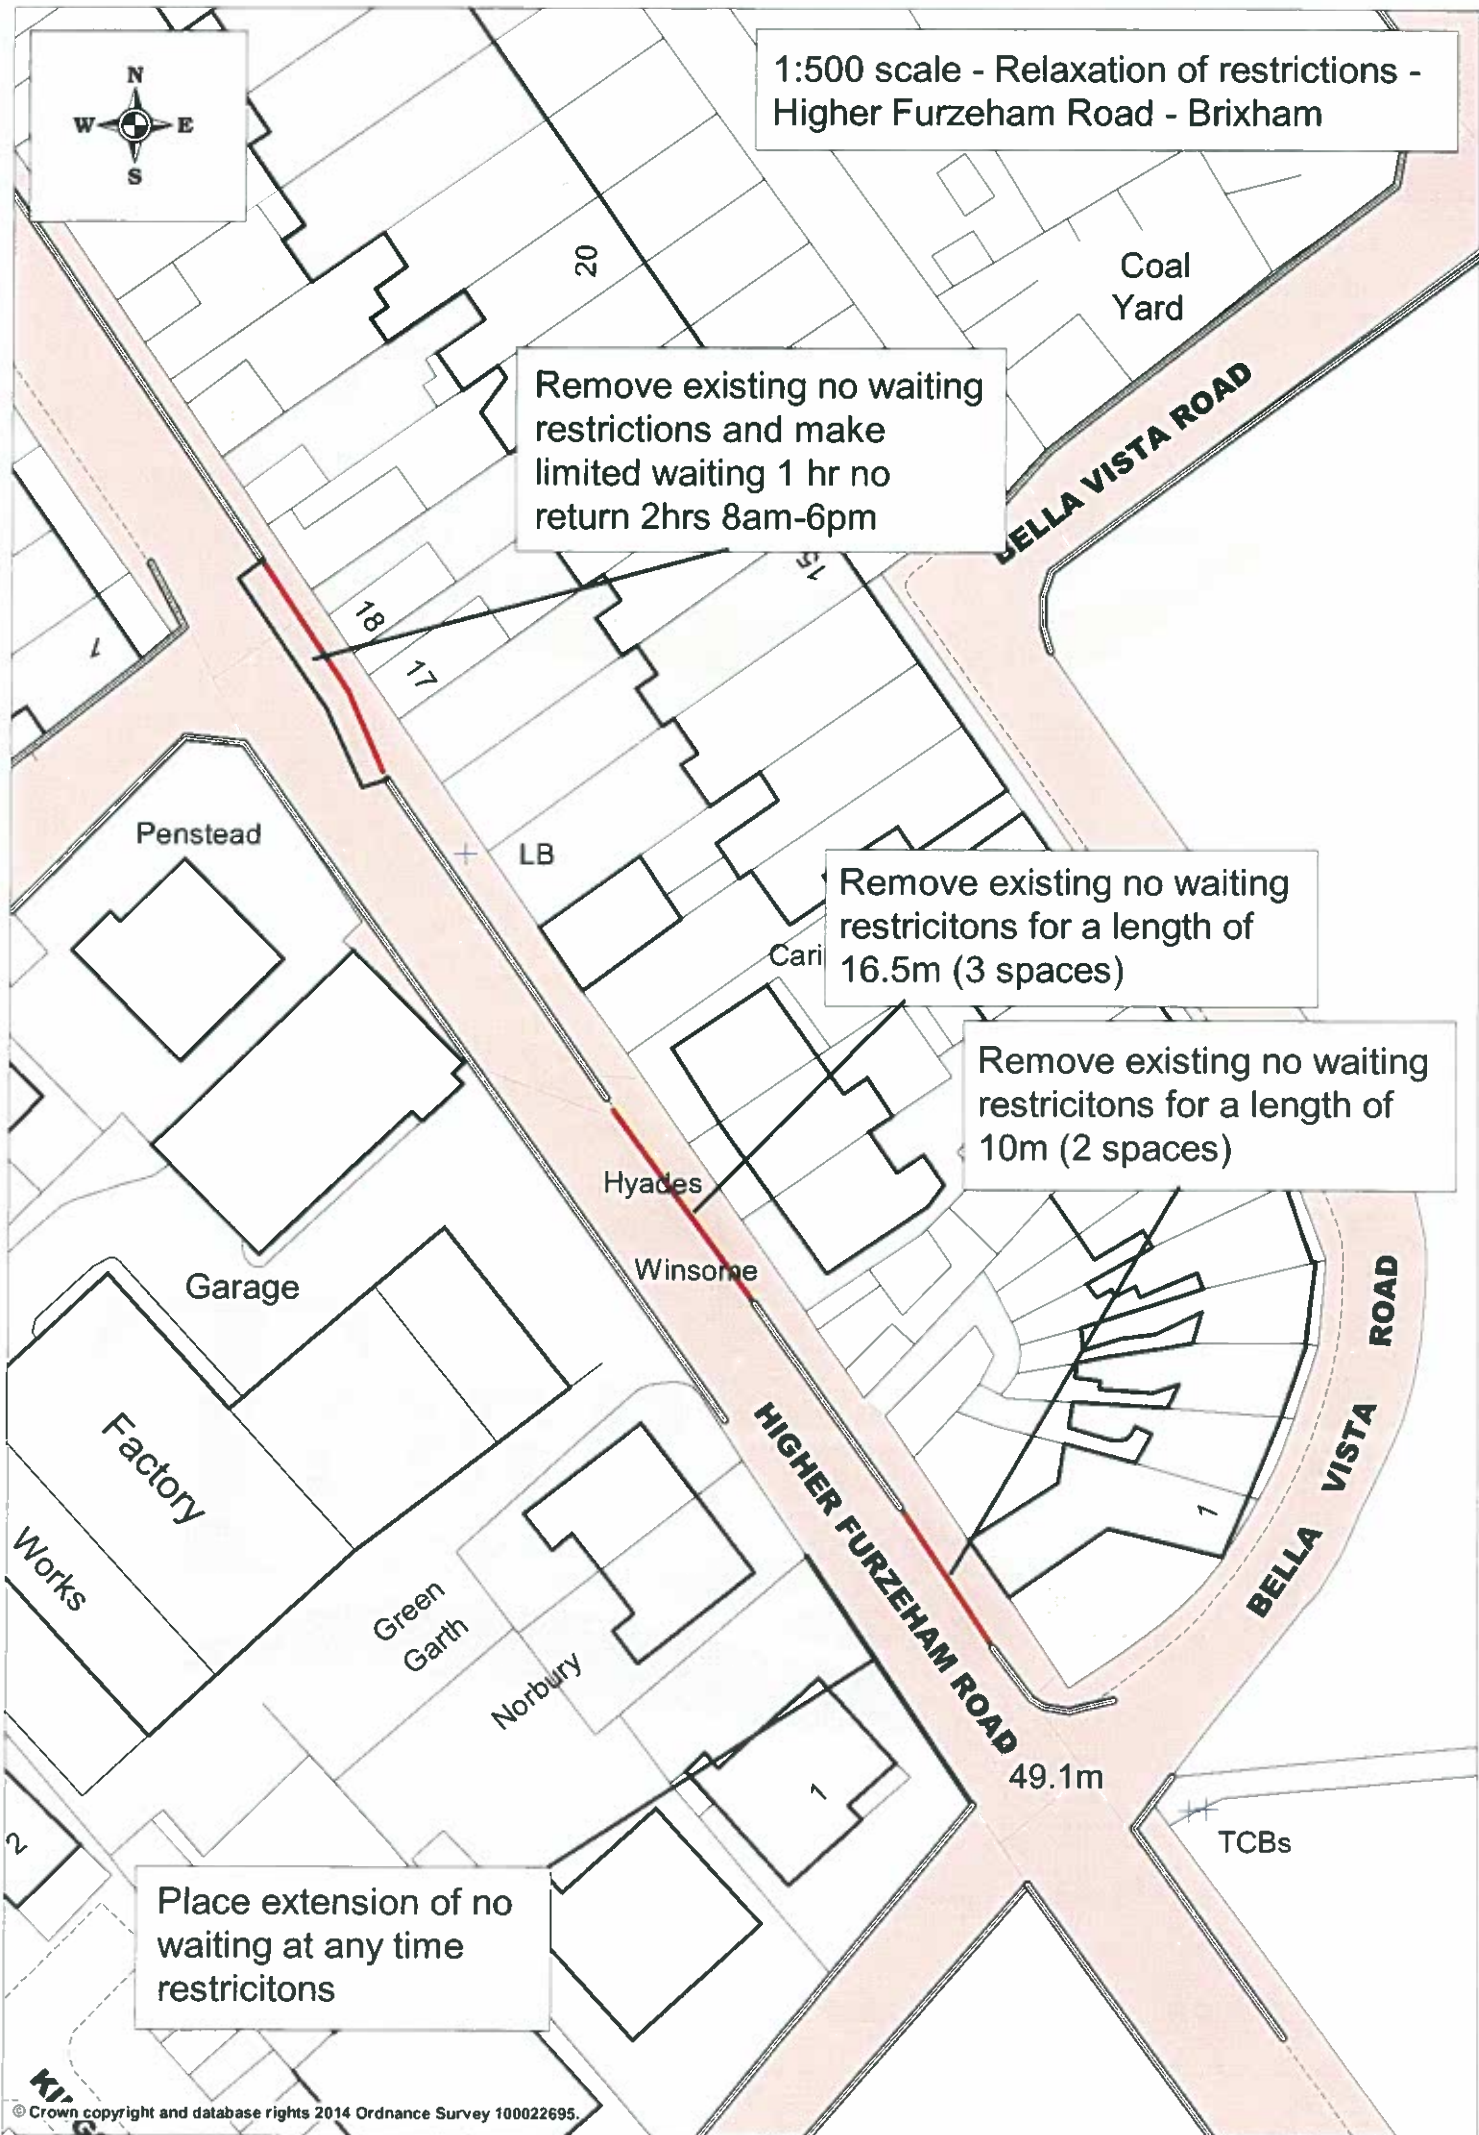 N
W E
S
1:500 scale - Relaxation of restrictions -
Higher Furzeham Road - Brixham
20
Coal
Yard
Remove existing no waiting
restrictions and make
limited waiting 1 hr no
return 2hrs 8am-6pm
BELLA VISTA ROAD
15
18
17
1
Penstead
LB
Remove existing no waiting
restricitons for a length of
16.5m (3 spaces)
Cari
Remove existing no waiting
restricitons for a length of
10m (2 spaces)
Hyades
Winsome
Garage
Factory
Works
HIGHER FURZEHAM ROAD
BELLA VISTA ROAD
1
Green
Garth
Norbury
1
49.1m
TCBs
2
Place extension of no
waiting at any time
restricitons
© Crown copyright and database rights 2014 Ordnance Survey 100022695.